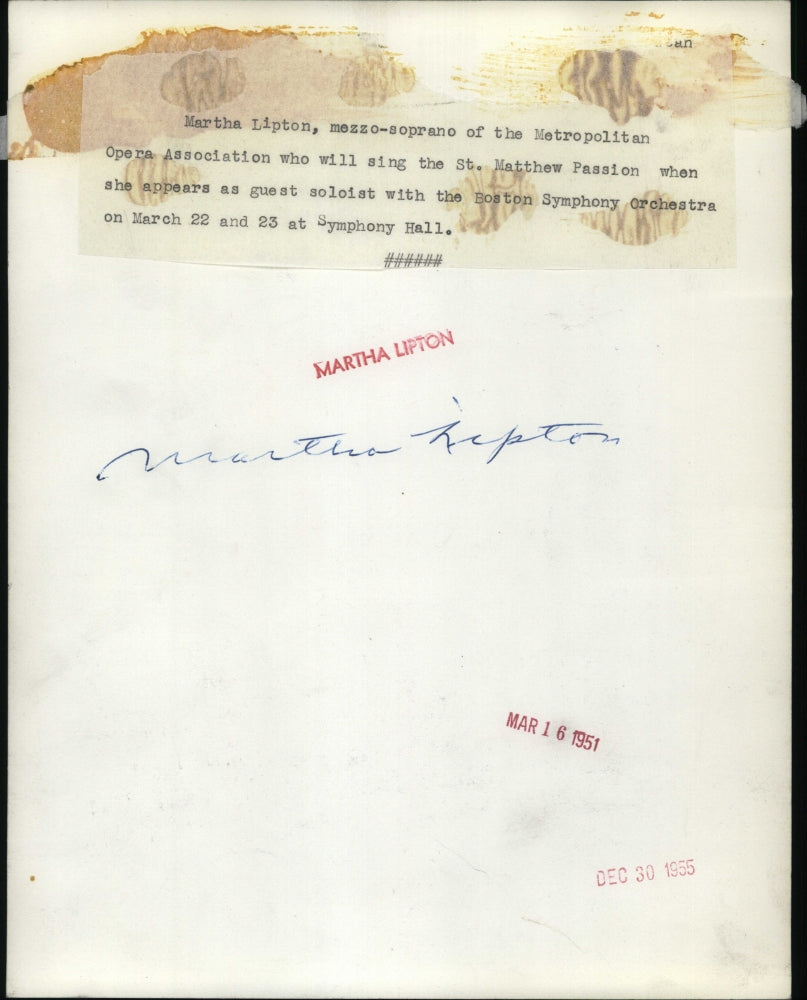 Martha Lipton, mezzo-soprano of the Metropolitan
Opera Association who will sing the St. Matthew Passion when
she appears as guest soloist with the Boston Symphony Orchestra
on March 22 and 23 at Symphony Hall.
######
MARTHA LIPTON
Martha Lipton
MAR 16 1951
DEC 30 1955